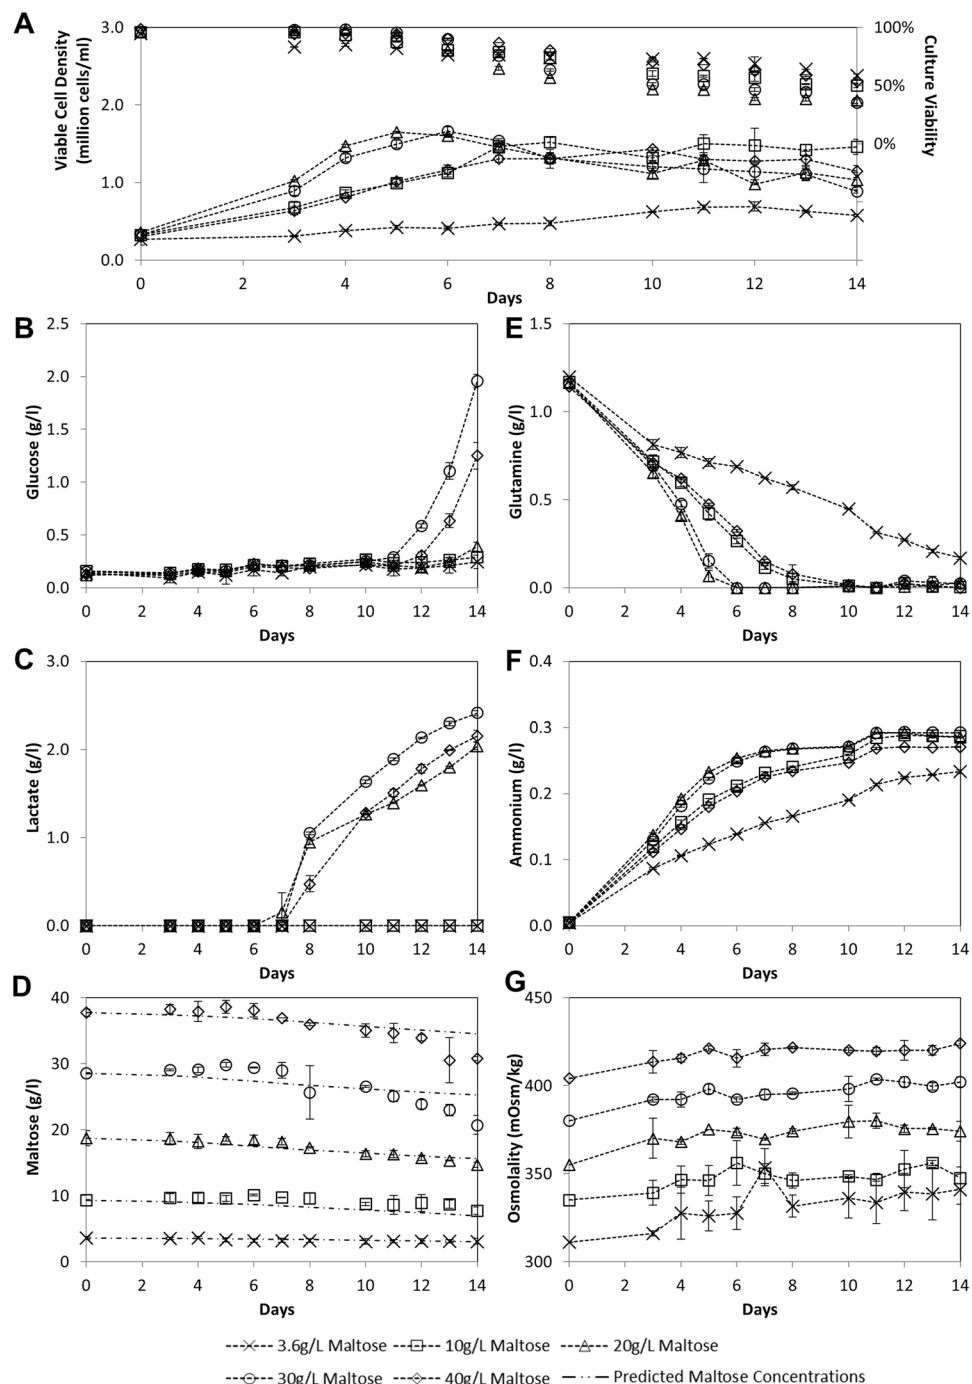 A
Viable Cell Density
(million cells/ml)
3.0
2.0
1.0
0.0
100%
50%
0%
Culture Viability
0 2 4 6 8 10 12 14
Days
B
Glucose (g/l)
2.5
2.0
1.5
1.0
0.5
0.0
0 2 4 6 8 10 12 14
Days
E
Glutamine (g/l)
1.5
1.0
0.5
0.0
0 2 4 6 8 10 12 14
Days
C
Lactate (g/l)
3.0
2.0
1.0
0.0
0 2 4 6 8 10 12 14
Days
F
Ammonium (g/l)
0.4
0.3
0.2
0.1
0.0
0 2 4 6 8 10 12 14
Days
D
Maltose (g/l)
40
30
20
10
0
0 2 4 6 8 10 12 14
Days
G
Osmolality (mOsm/kg)
450
400
350
300
0 2 4 6 8 10 12 14
Days
3.6g/L Maltose 10g/L Maltose 20g/L Maltose
30g/L Maltose 40g/L Maltose Predicted Maltose Concentrations